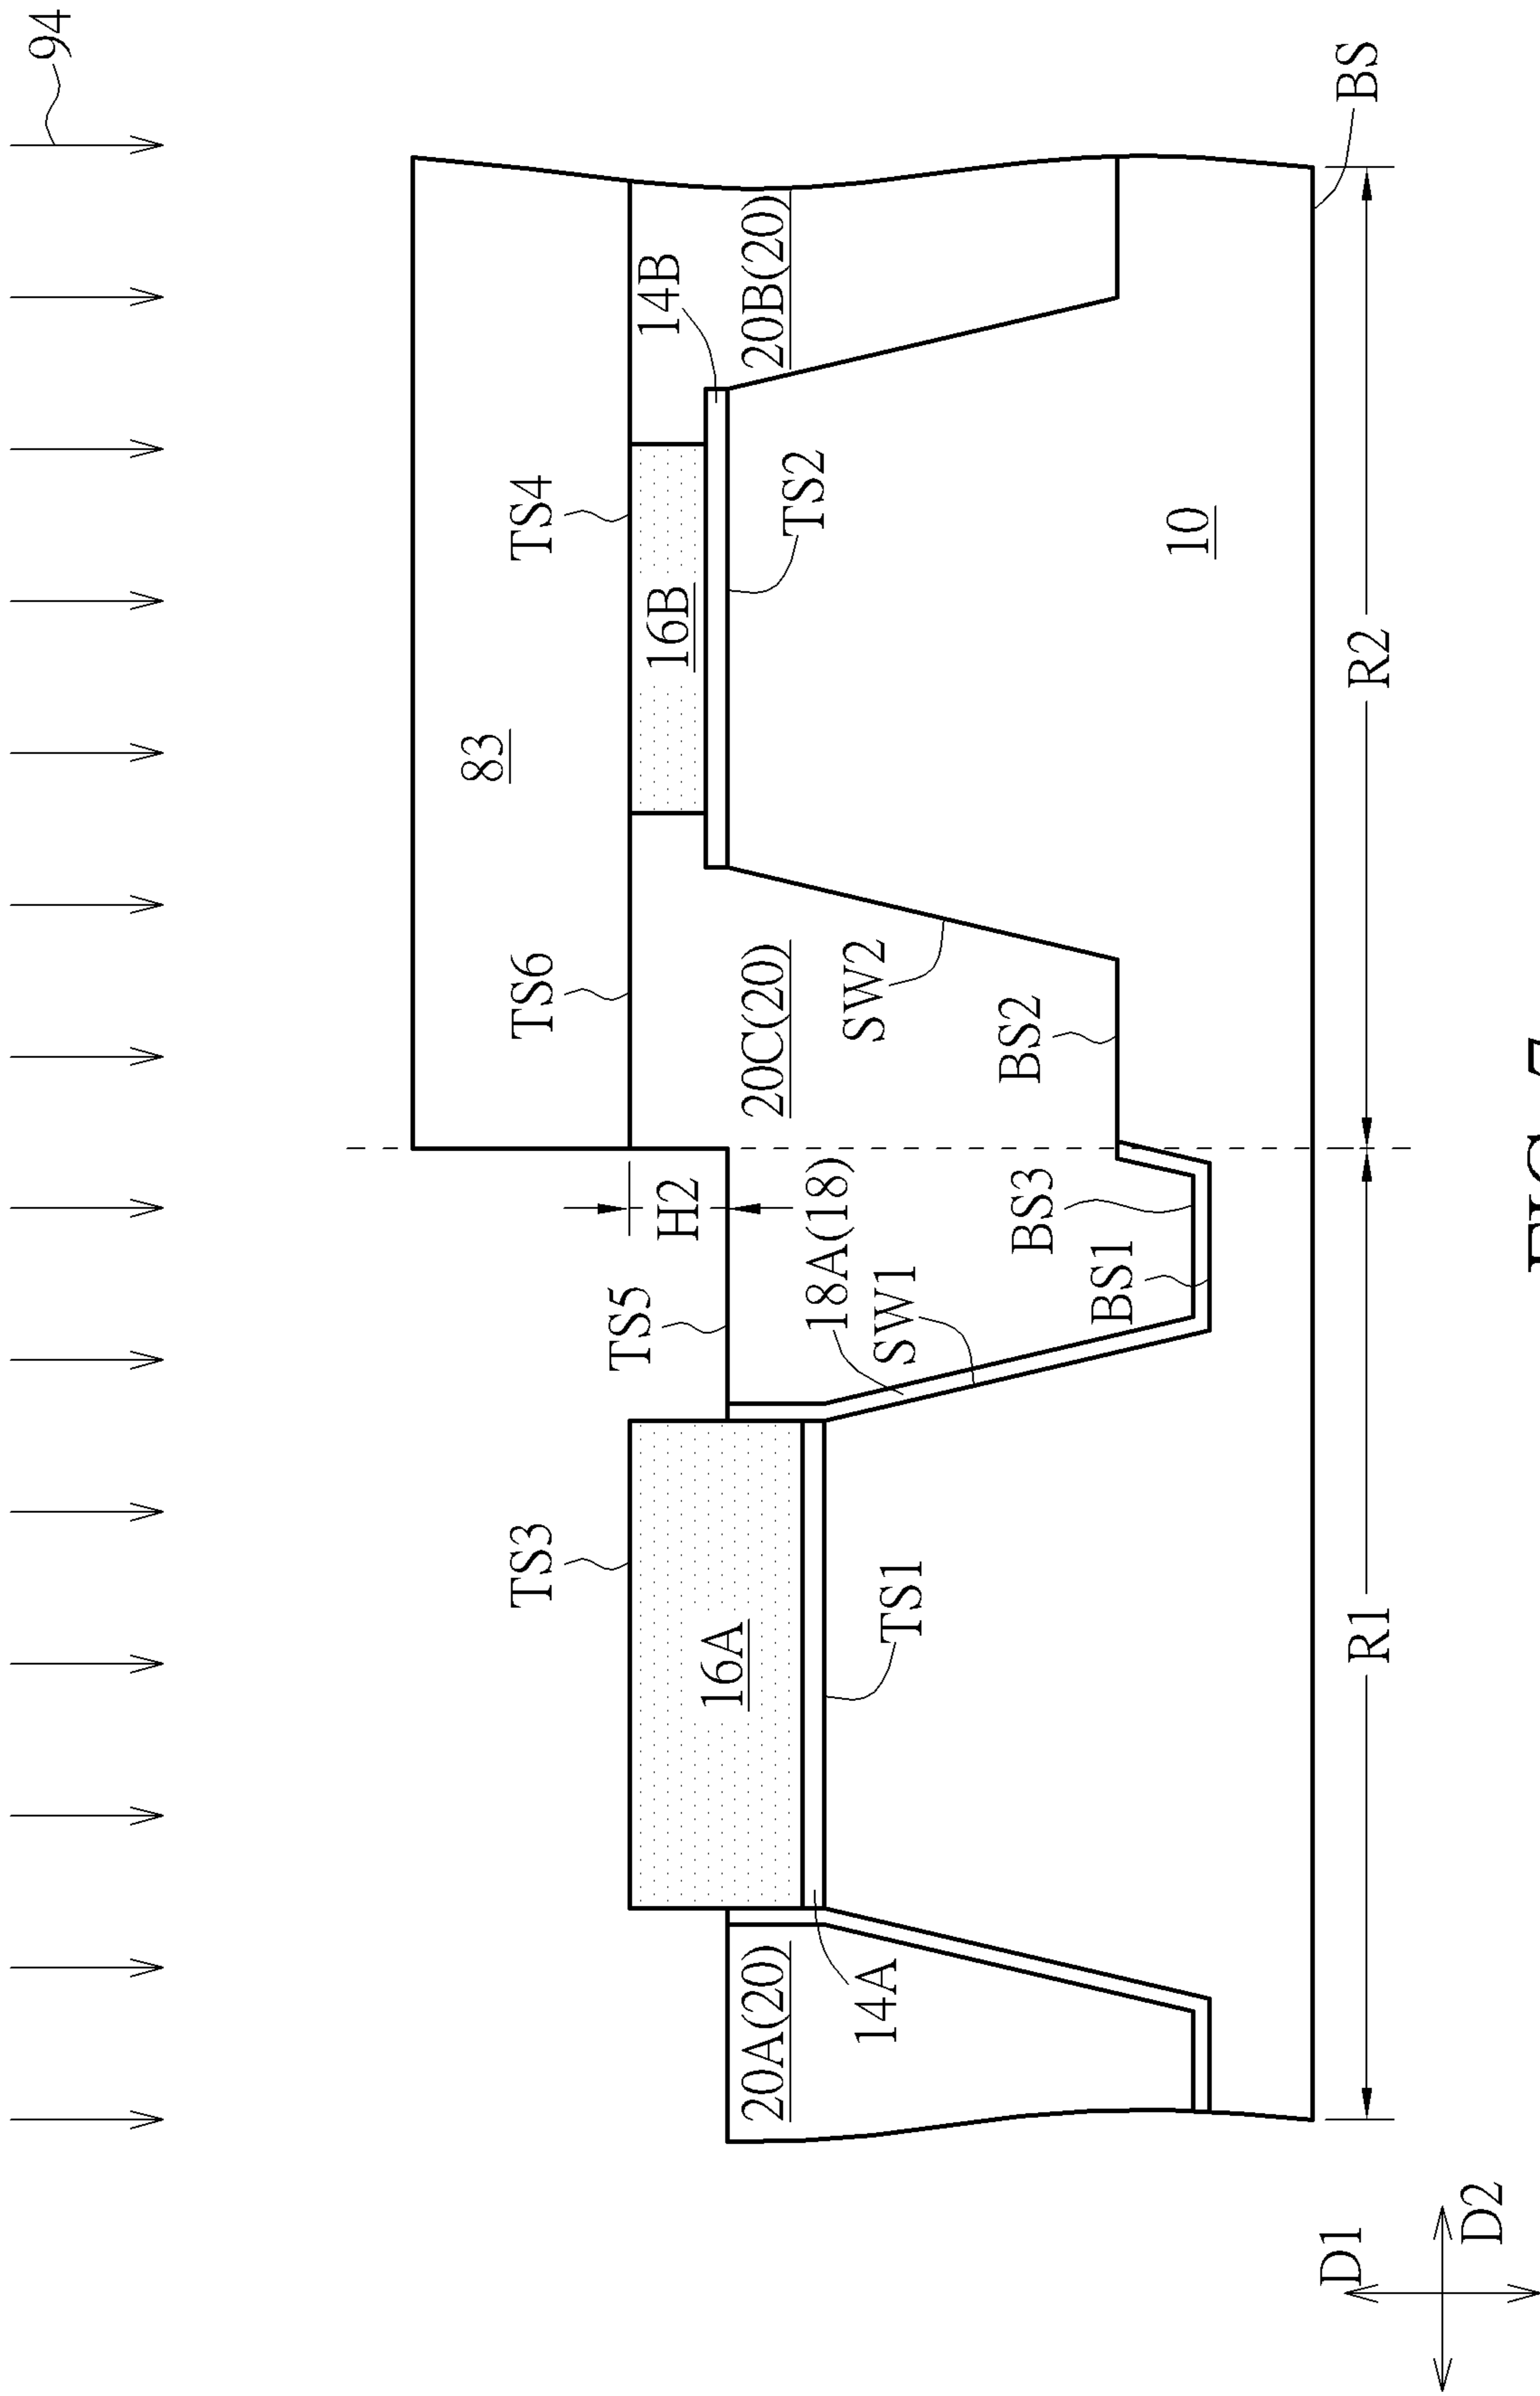 94
83
TS3
TS6
TS4
TS5
H2
14B
16B
16A
20A(20)
20C(20)
20B(20)
TS2
18A(18)
SW2
14A
SW1
TS1
BS2
BS3
BS1
10
BS
D1
R1
R2
D2